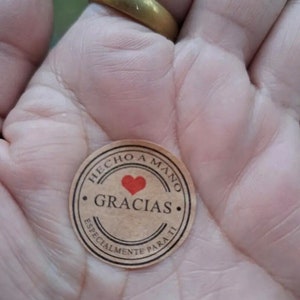 HECHO A MANO
• GRACIAS •
ESPECIALMENTE PARA TI